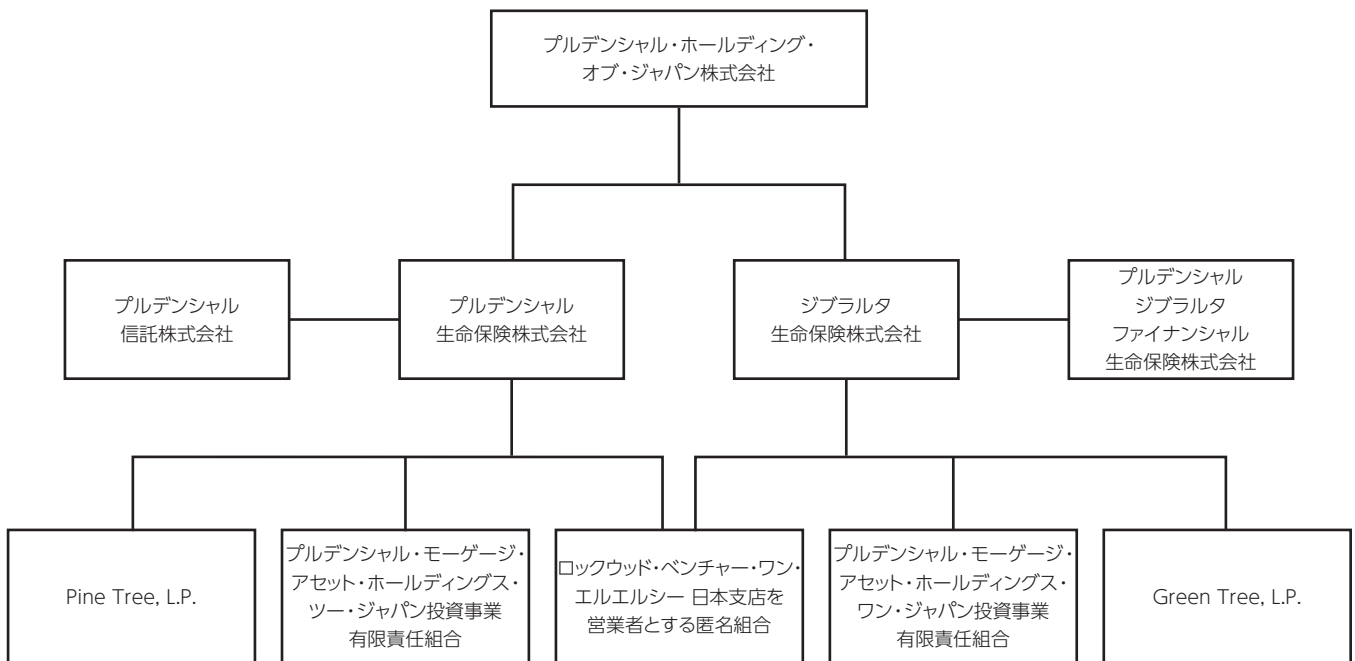 プルデンシャル・ホールディング・
オブ・ジャパン株式会社
プルデンシャル
信託株式会社
プルデンシャル
生命保険株式会社
ジブラルタ
生命保険株式会社
プルデンシャル
ジブラルタ
ファイナンシャル
生命保険株式会社
Pine Tree, L.P.
プルデンシャル・モーゲージ・
アセット・ホールディングス・
ツー・ジャパン投資事業
有限責任組合
ロックウッド・ベンチャー・ワン・
エルエルシー 日本支店を
営業者とする匿名組合
プルデンシャル・モーゲージ・
アセット・ホールディングス・
ワン・ジャパン投資事業
有限責任組合
Green Tree, L.P.